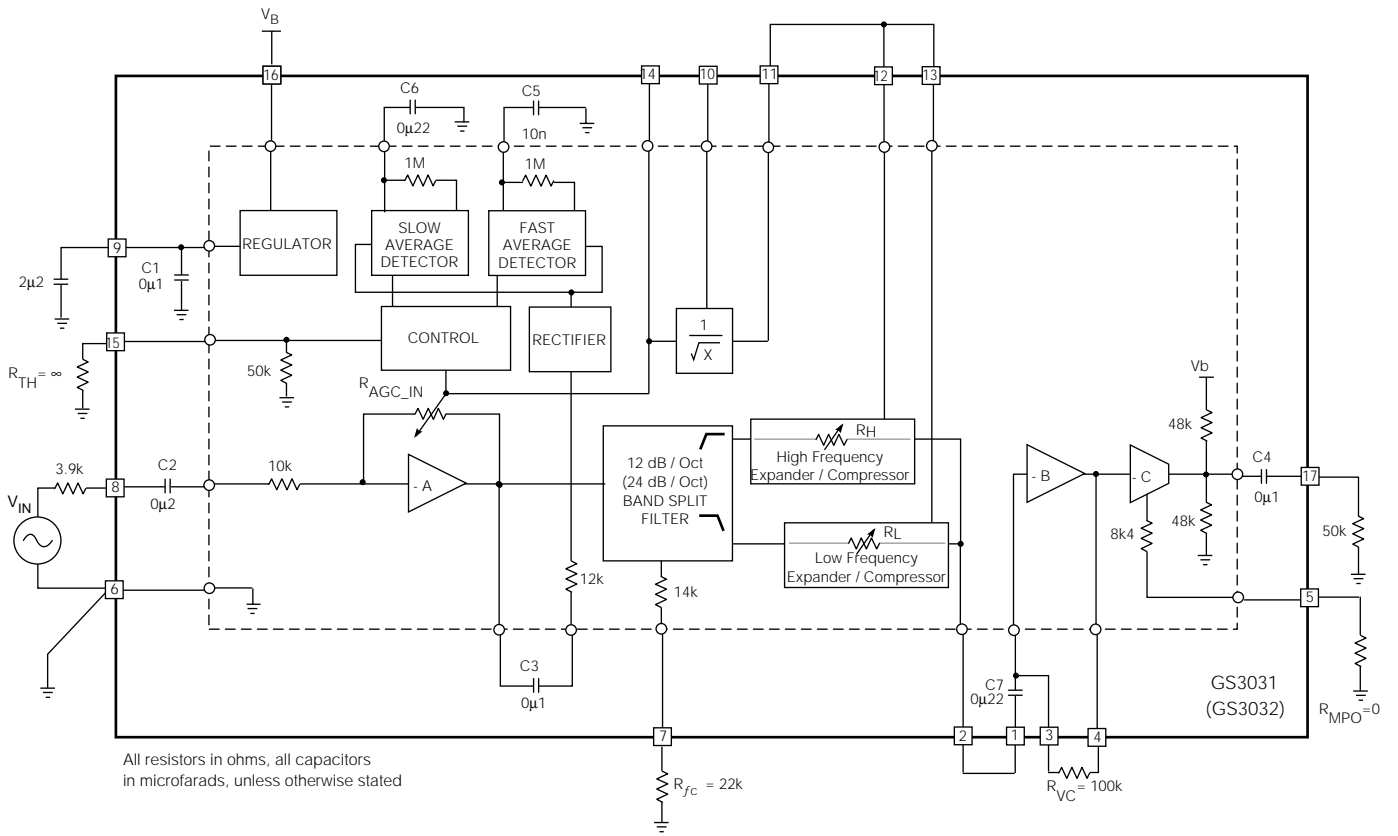 V_B
16
14
10
11
12
13
C6
0μ22
C5
10n
1M
1M
REGULATOR
SLOW
AVERAGE
DETECTOR
FAST
AVERAGE
DETECTOR
9
C1
0μ1
2μ2
CONTROL
RECTIFIER
1
√X
15
50k
R_TH = ∞
R_AGC_IN
Vb
48k
R_H
High Frequency
Expander / Compressor
12 dB / Oct
(24 dB / Oct)
BAND SPLIT
FILTER
3.9k
C2
0μ2
8
10k
- A
- B
- C
C4
0μ1
17
V_IN
R_L
Low Frequency
Expander / Compressor
8k4
48k
50k
6
12k
14k
5
C3
0μ1
C7
0μ22
GS3031
(GS3032)
R_MPO=0
7
2
1
3
4
All resistors in ohms, all capacitors
in microfarads, unless otherwise stated
R_fc = 22k
R_VC = 100k